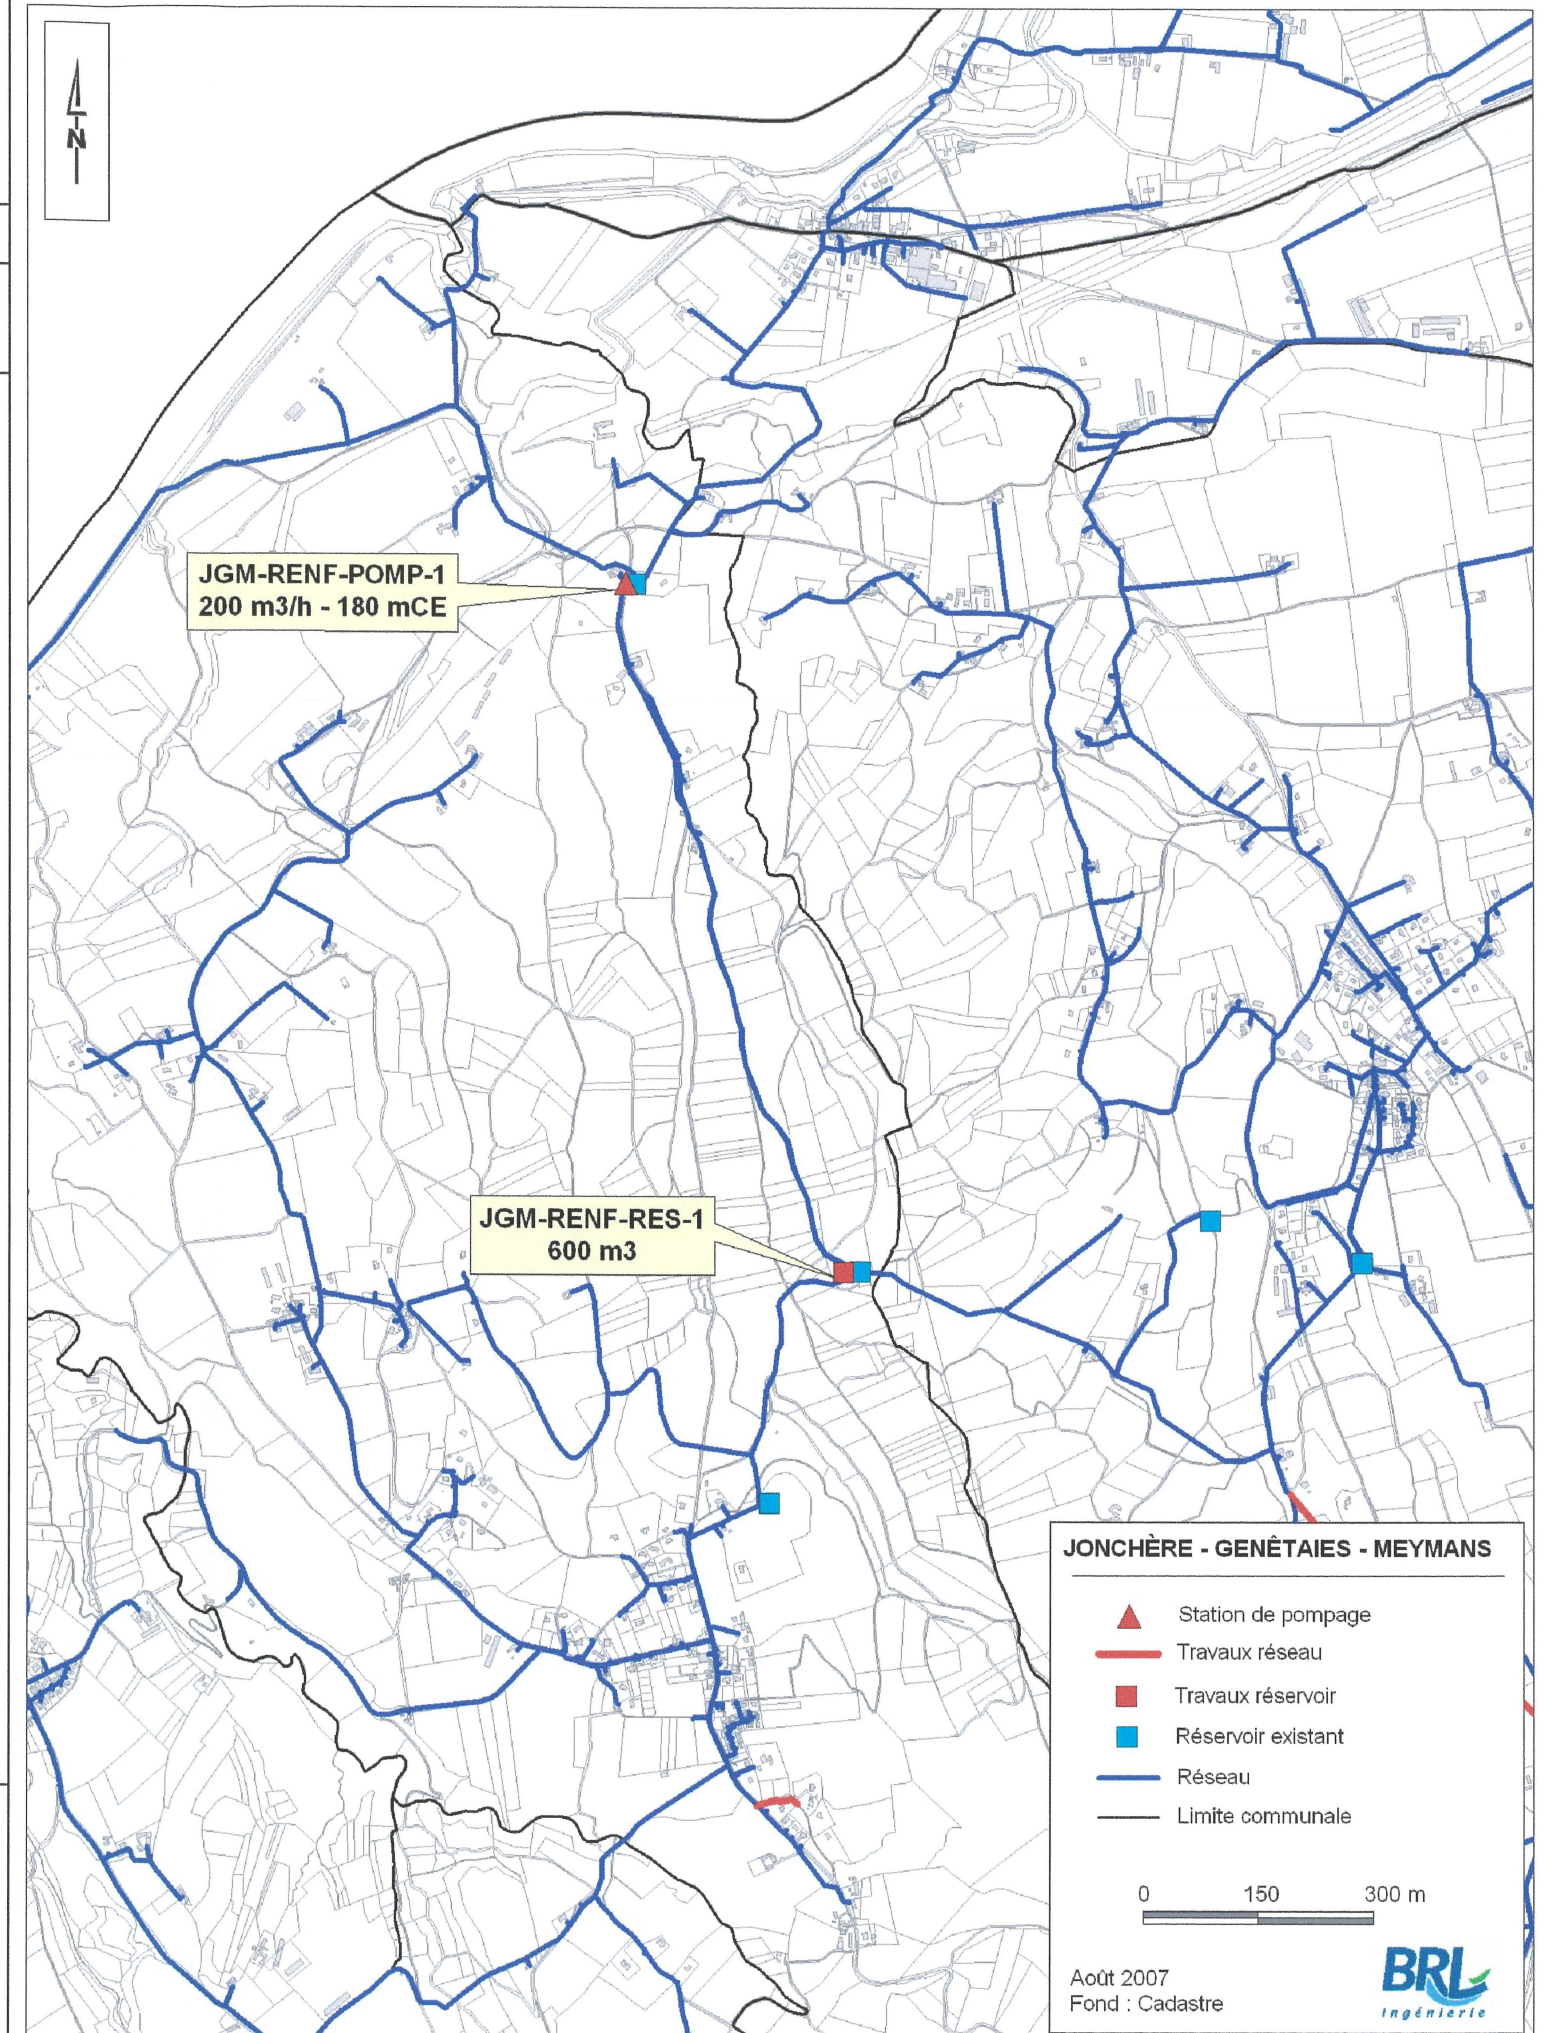 N
JGM-RENF-POMP-1
200 m3/h - 180 mCE
JGM-RENF-RES-1
600 m3
JONCHÈRE - GENÊTAIES - MEYMANS
Station de pompage
Travaux réseau
Travaux réservoir
Réservoir existant
Réseau
Limite communale
0 150 300 m
Août 2007
Fond : Cadastre
BRL
Ingénierie